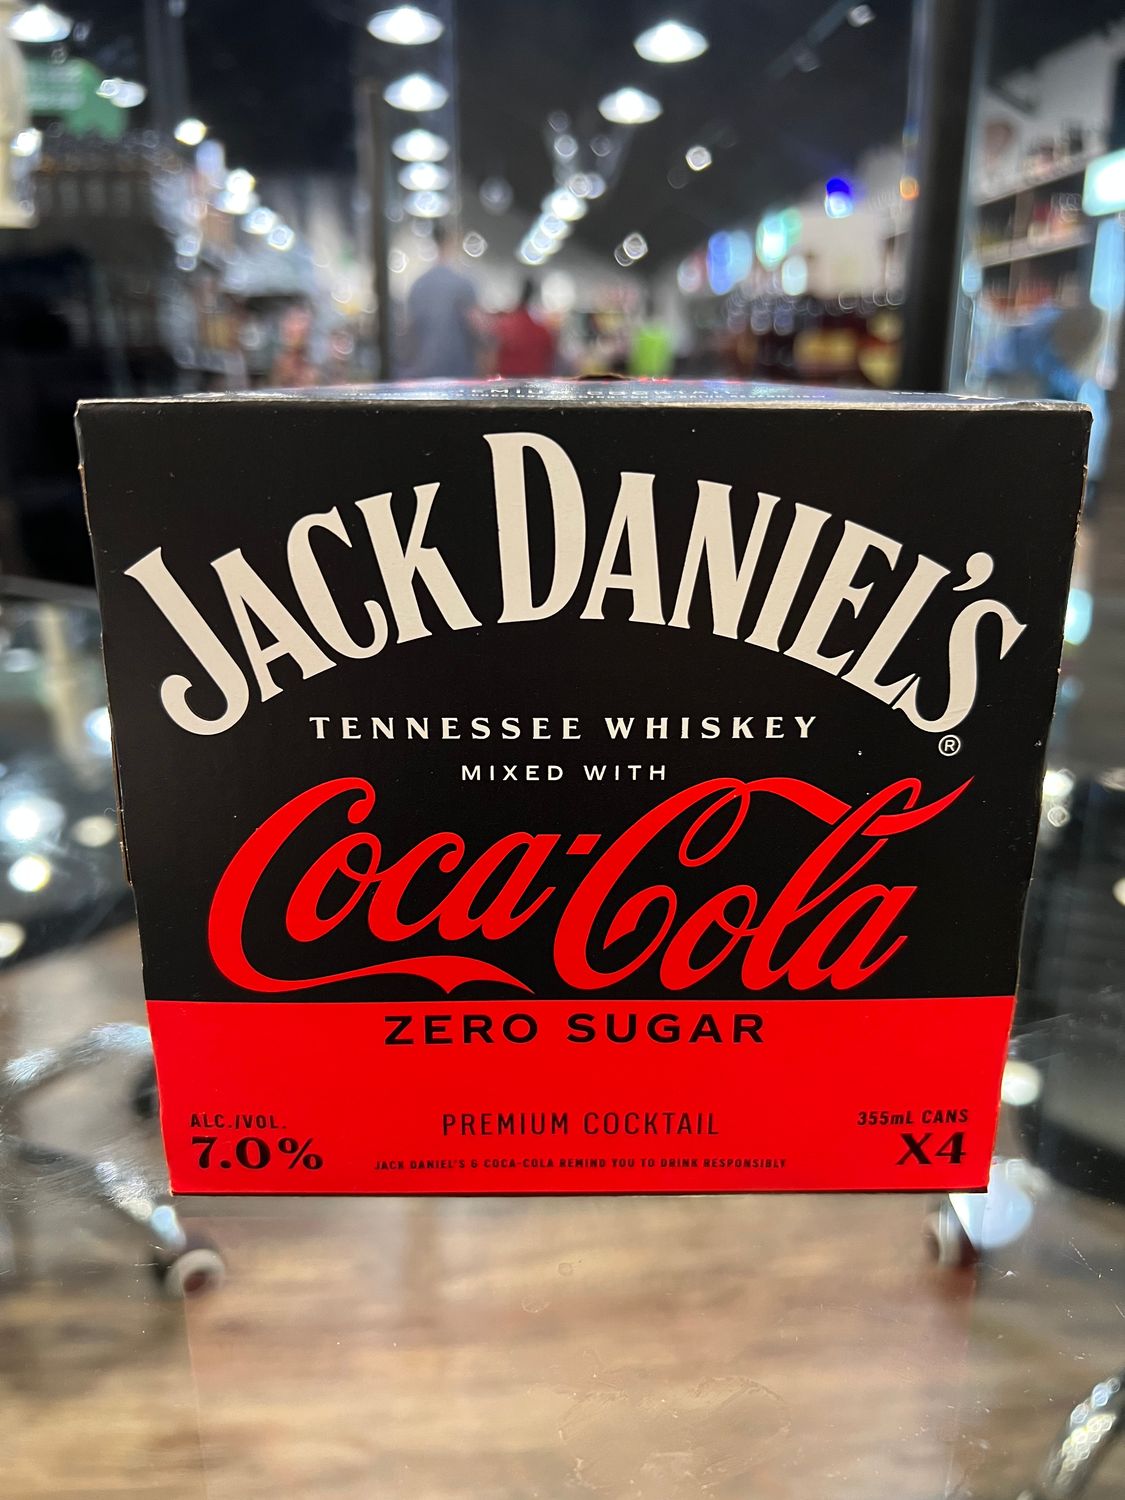 JACK DANIEL'S®
TENNESSEE WHISKEY
MIXED WITH
Coca-Cola
ZERO SUGAR
ALC./VOL.
7.0%
PREMIUM COCKTAIL
JACK DANIEL'S & COCA-COLA REMIND YOU TO DRINK RESPONSIBLY
355mL CANS
X4